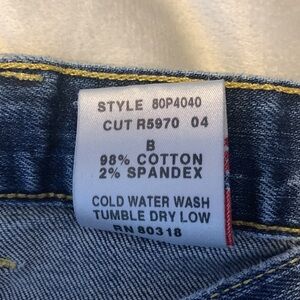 STYLE 80P4040
CUT R5970 04
B
98% COTTON
2% SPANDEX
COLD WATER WASH
TUMBLE DRY LOW
RN 80318